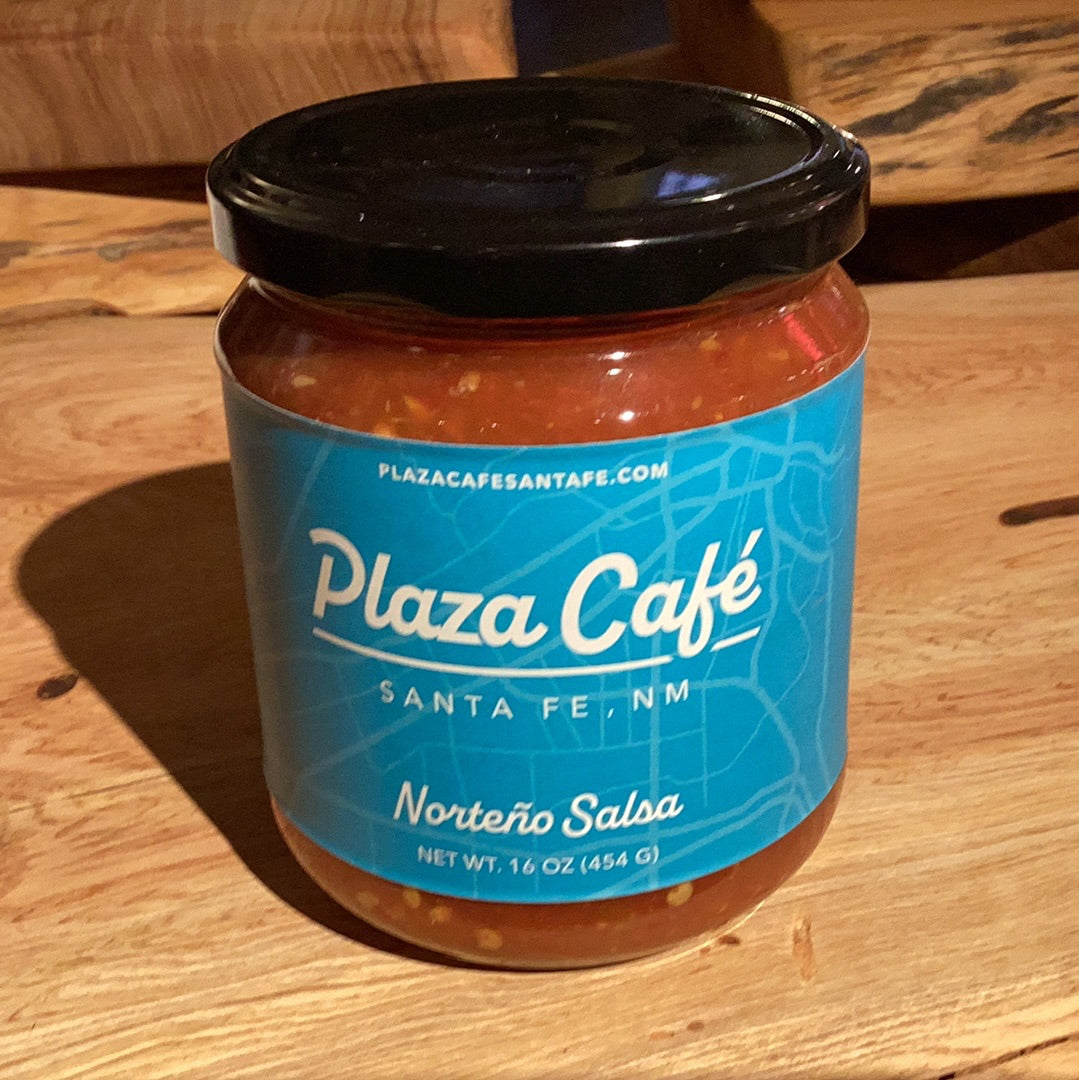 PLAZACAFESANTAFE.COM
Plaza Café
SANTA FE, NM
Norteño Salsa
NET WT. 16 OZ (454 G)